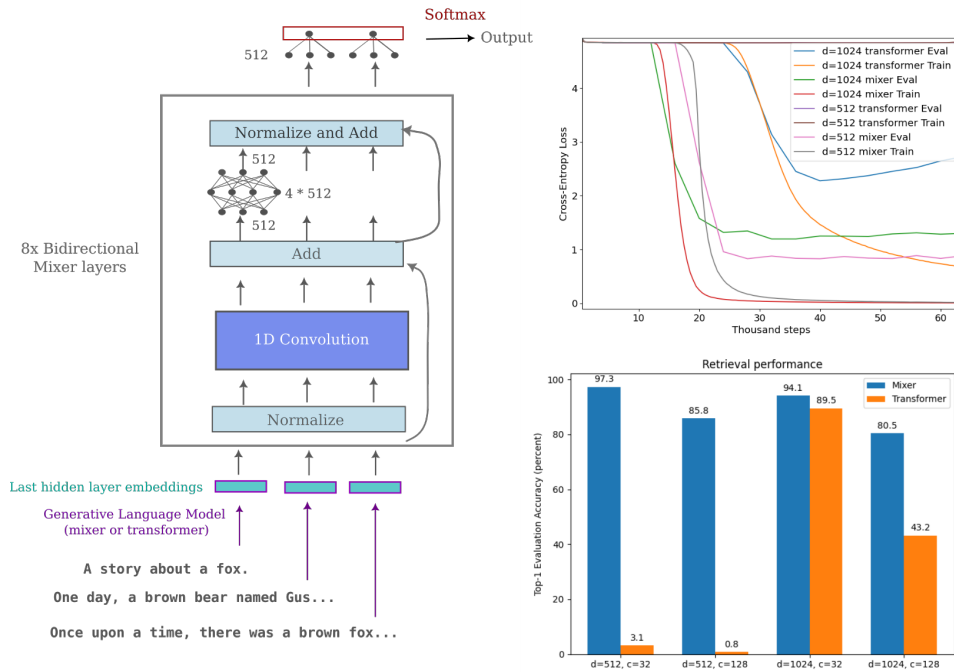 Softmax
512
Output
Normalize and Add
512
4 * 512
512
Add
8x Bidirectional
Mixer layers
1D Convolution
Normalize
Last hidden layer embeddings
Generative Language Model
(mixer or transformer)
A story about a fox.
One day, a brown bear named Gus...
Once upon a time, there was a brown fox...
d=1024 transformer Eval
d=1024 transformer Train
d=1024 mixer Eval
d=1024 mixer Train
d=512 transformer Eval
d=512 transformer Train
d=512 mixer Eval
d=512 mixer Train
Cross-Entropy Loss
4
3
2
1
0
10 20 30 40 50 60
Thousand steps
Retrieval performance
Mixer
Transformer
Top-1 Evaluation Accuracy (percent)
100
80
60
40
20
0
97.3
3.1
85.8
0.8
94.1
89.5
80.5
43.2
d=512, c=32 d=512, c=128 d=1024, c=32 d=1024, c=128